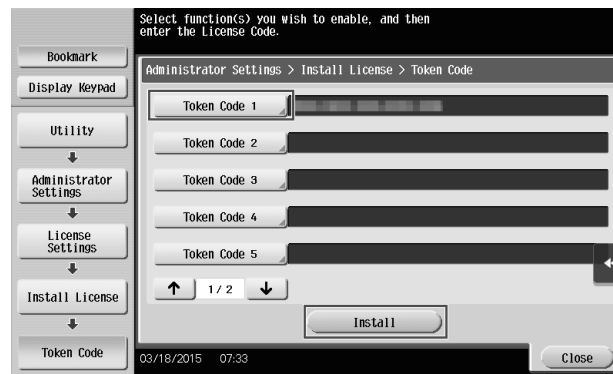 Select function(s) you wish to enable, and then
enter the License Code.
Bookmark
Display Keypad
Utility
Administrator
Settings
License
Settings
Install License
Token Code
Administrator Settings > Install License > Token Code
Token Code 1
Token Code 2
Token Code 3
Token Code 4
Token Code 5
1/ 2
Install
03/18/2015 07:33
Close